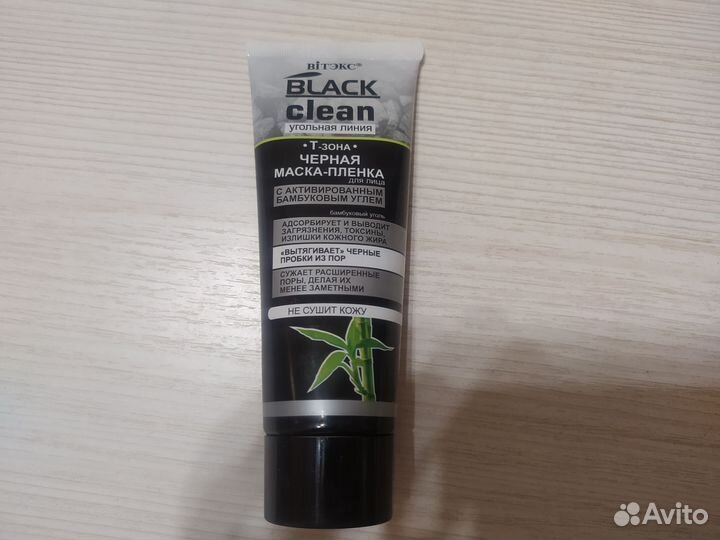 ВIТЭКС®
BLACK
clean
угольная линия
• Т-ЗОНА •
ЧЕРНАЯ
МАСКА-ПЛЕНКА
для лица
С АКТИВИРОВАННЫМ
БАМБУКОВЫМ УГЛЕМ
бамбуковый уголь
АДСОРБИРУЕТ И ВЫВОДИТ
ЗАГРЯЗНЕНИЯ, ТОКСИНЫ,
ИЗЛИШКИ КОЖНОГО ЖИРА
«ВЫТЯГИВАЕТ» ЧЕРНЫЕ
ПРОБКИ ИЗ ПОР
СУЖАЕТ РАСШИРЕННЫЕ
ПОРЫ, ДЕЛАЯ ИХ
МЕНЕЕ ЗАМЕТНЫМИ
НЕ СУШИТ КОЖУ
Avito